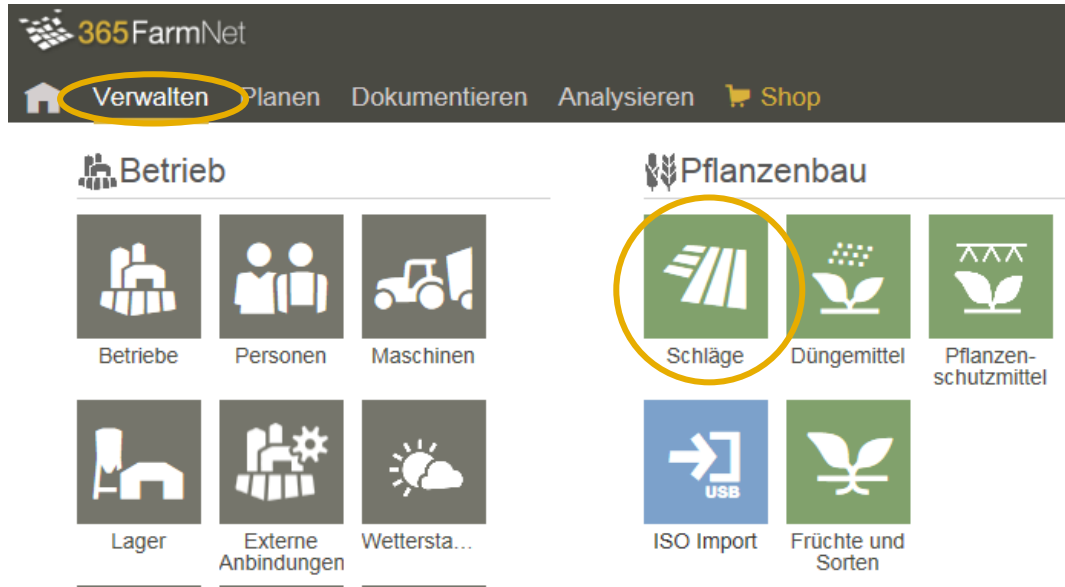 365FarmNet
Verwalten Planen Dokumentieren Analysieren Shop
Betrieb
Pflanzenbau
Betriebe
Personen
Maschinen
Schläge
Düngemittel
Pflanzen-
schutzmittel
Lager
Externe
Anbindungen
Wettersta...
USB
ISO Import
Früchte und
Sorten